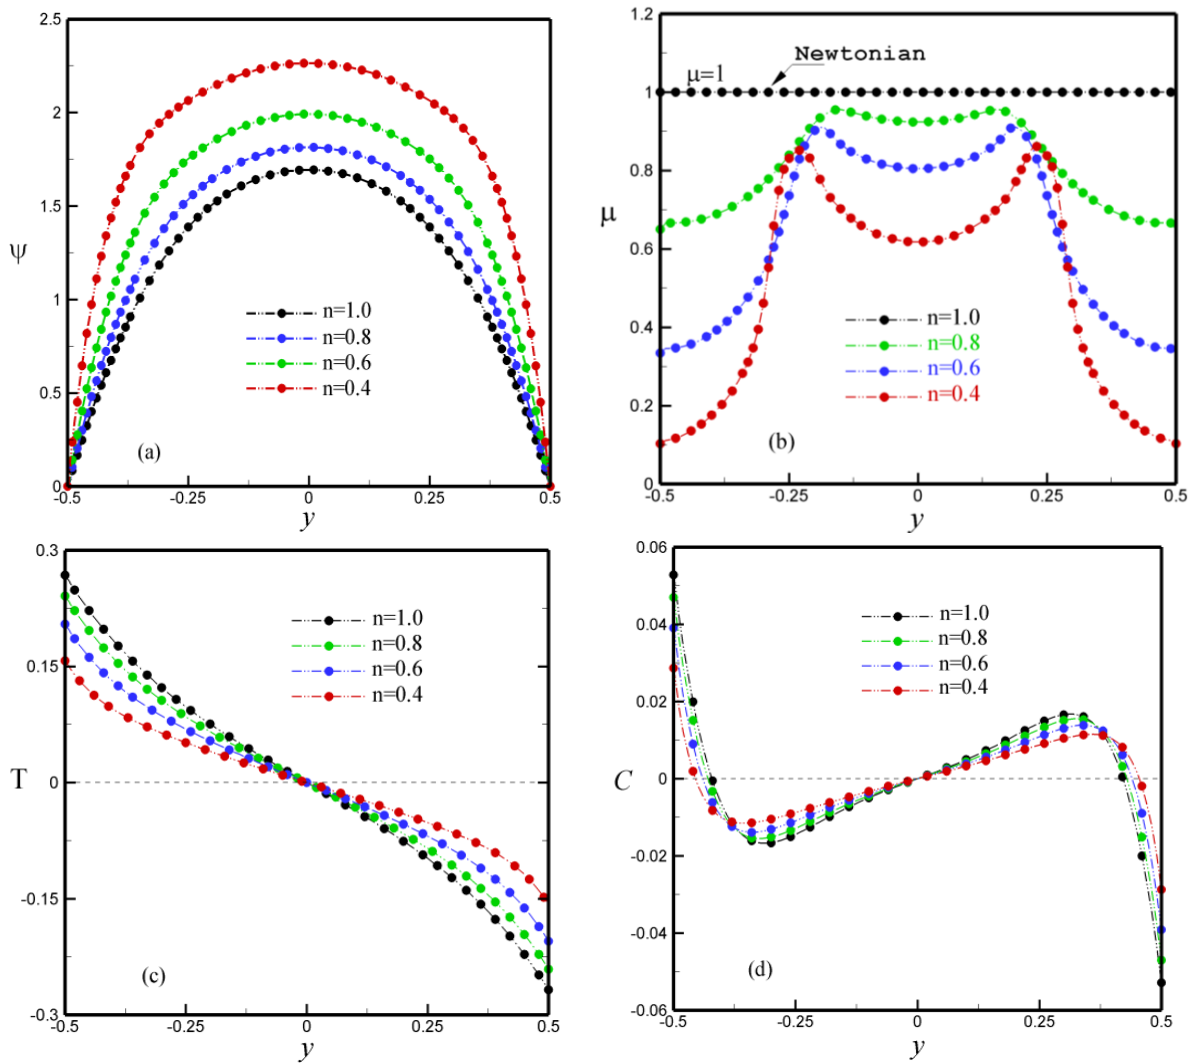 2.5
2
1.5
ψ
1
0.5
0
n=1.0
n=0.8
n=0.6
n=0.4
(a)
-0.5
-0.25
0
0.25
0.5
y
1.2
Newtonian
μ=1
1
0.8
μ
0.6
0.4
0.2
0
n=1.0
n=0.8
n=0.6
n=0.4
(b)
-0.5
-0.25
0
0.25
0.5
y
0.3
0.15
T
0
-0.15
-0.3
n=1.0
n=0.8
n=0.6
n=0.4
(c)
-0.5
-0.25
0
0.25
0.5
y
0.06
0.04
0.02
C
0
-0.02
-0.04
-0.06
n=1.0
n=0.8
n=0.6
n=0.4
(d)
-0.5
-0.25
0
0.25
0.5
y